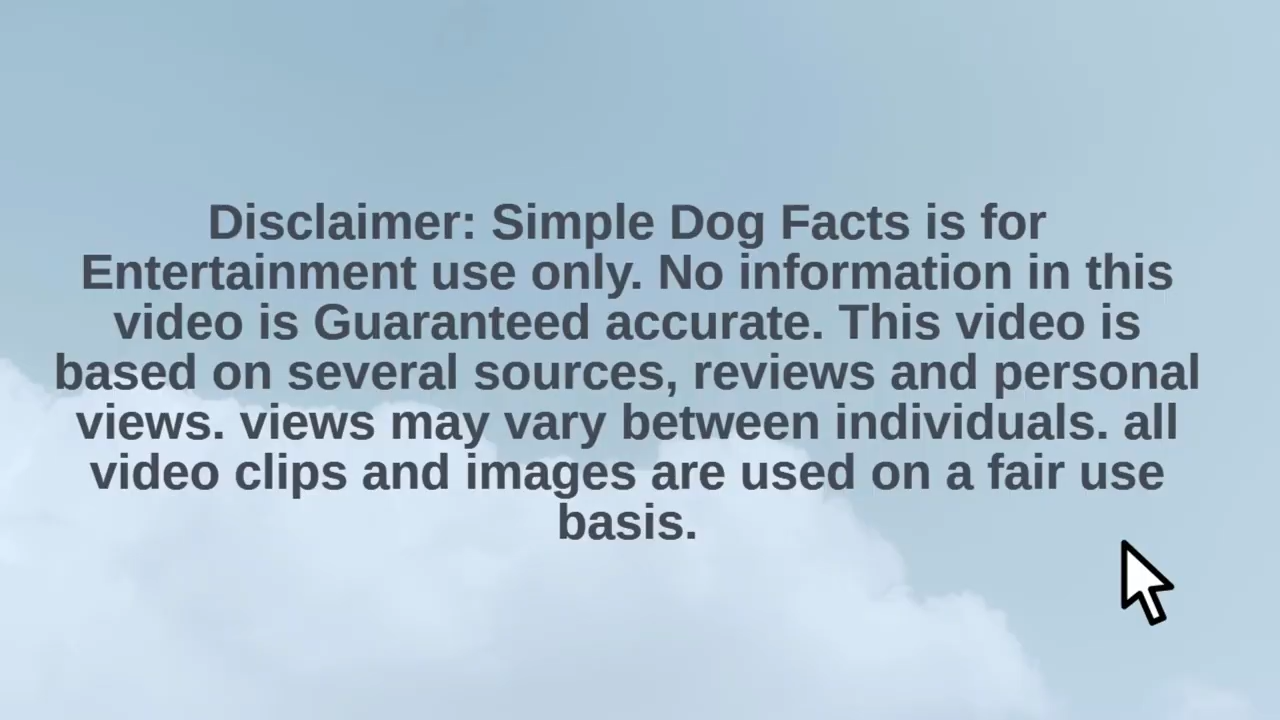 Disclaimer: Simple Dog Facts is for
Entertainment use only. No information in this
video is Guaranteed accurate. This video is
based on several sources, reviews and personal
views. views may vary between individuals. all
video clips and images are used on a fair use
basis.